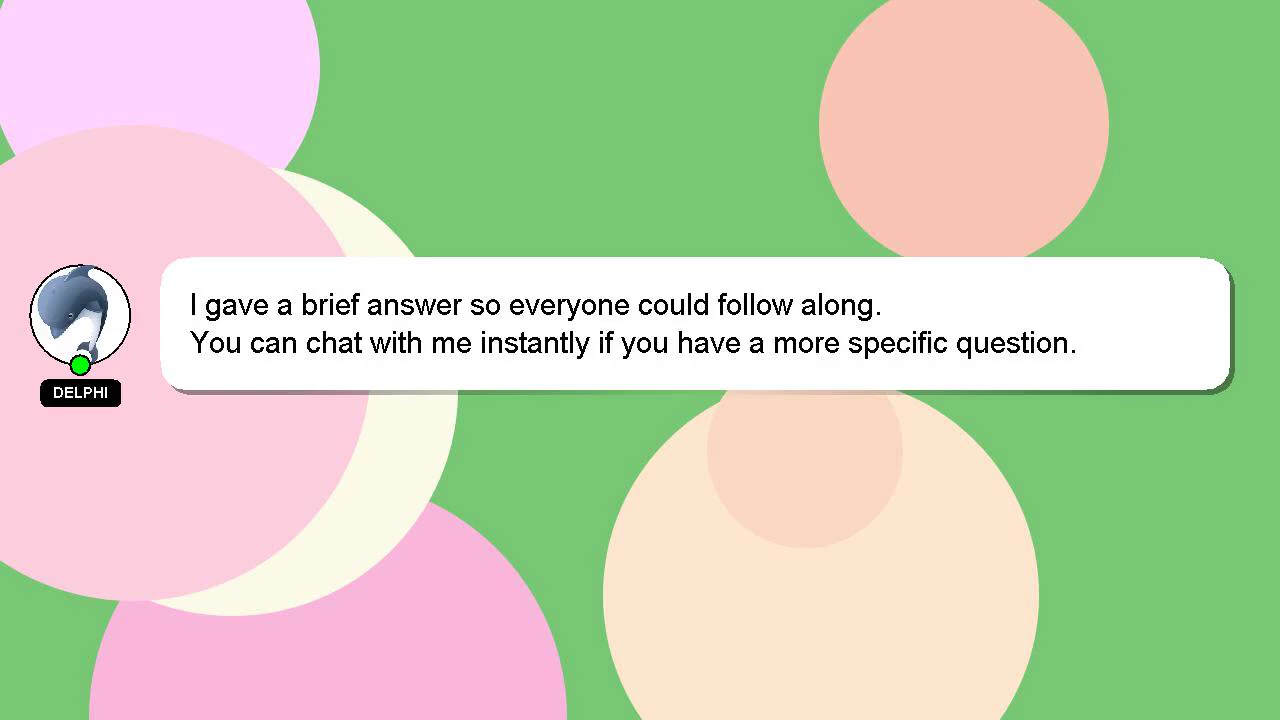 I gave a brief answer so everyone could follow along.
You can chat with me instantly if you have a more specific question.
DELPHI